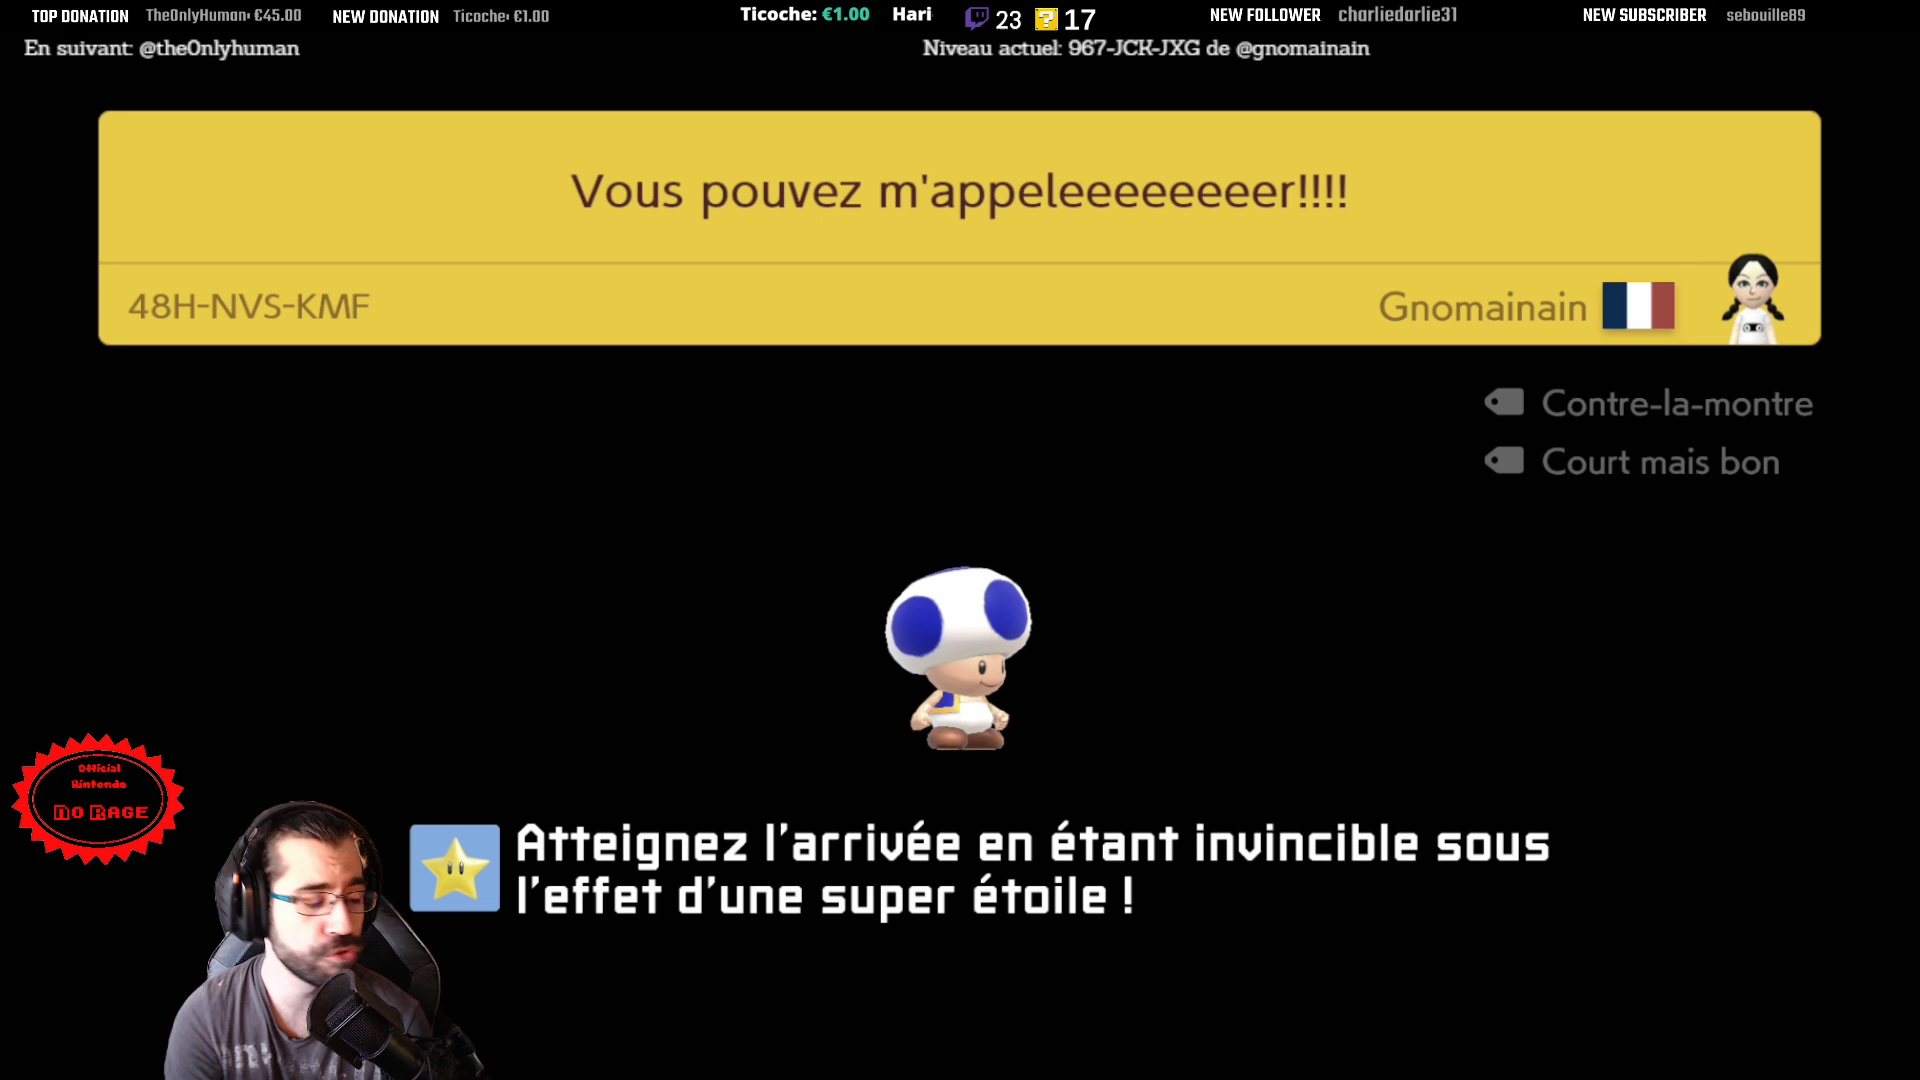 TOP DONATION TheOnlyHuman: €45.00 NEW DONATION Ticoche: €1.00 Ticoche: €1.00 Hari 23 ? 17 NEW FOLLOWER charliedarlie31 NEW SUBSCRIBER sebouille89
En suivant: @theOnlyhuman Niveau actuel: 967-JCK-JXG de @gnomainain
Vous pouvez m'appeleeeeeeeer!!!!
48H-NVS-KMF Gnomainain
Contre-la-montre
Court mais bon
Official
Nintendo
No Rage
Atteignez l'arrivée en étant invincible sous
l'effet d'une super étoile !